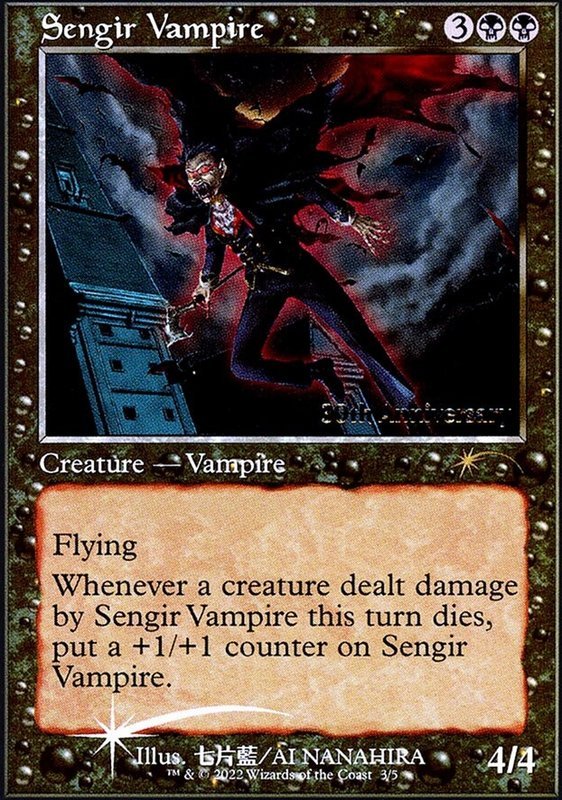 Sengir Vampire 3
30th Anniversary
Creature — Vampire
Flying
Whenever a creature dealt damage
by Sengir Vampire this turn dies,
put a +1/+1 counter on Sengir
Vampire.
Illus. 七片藍/AI NANAHIRA
™ & © 2022 Wizards of the Coast 3/5
4/4